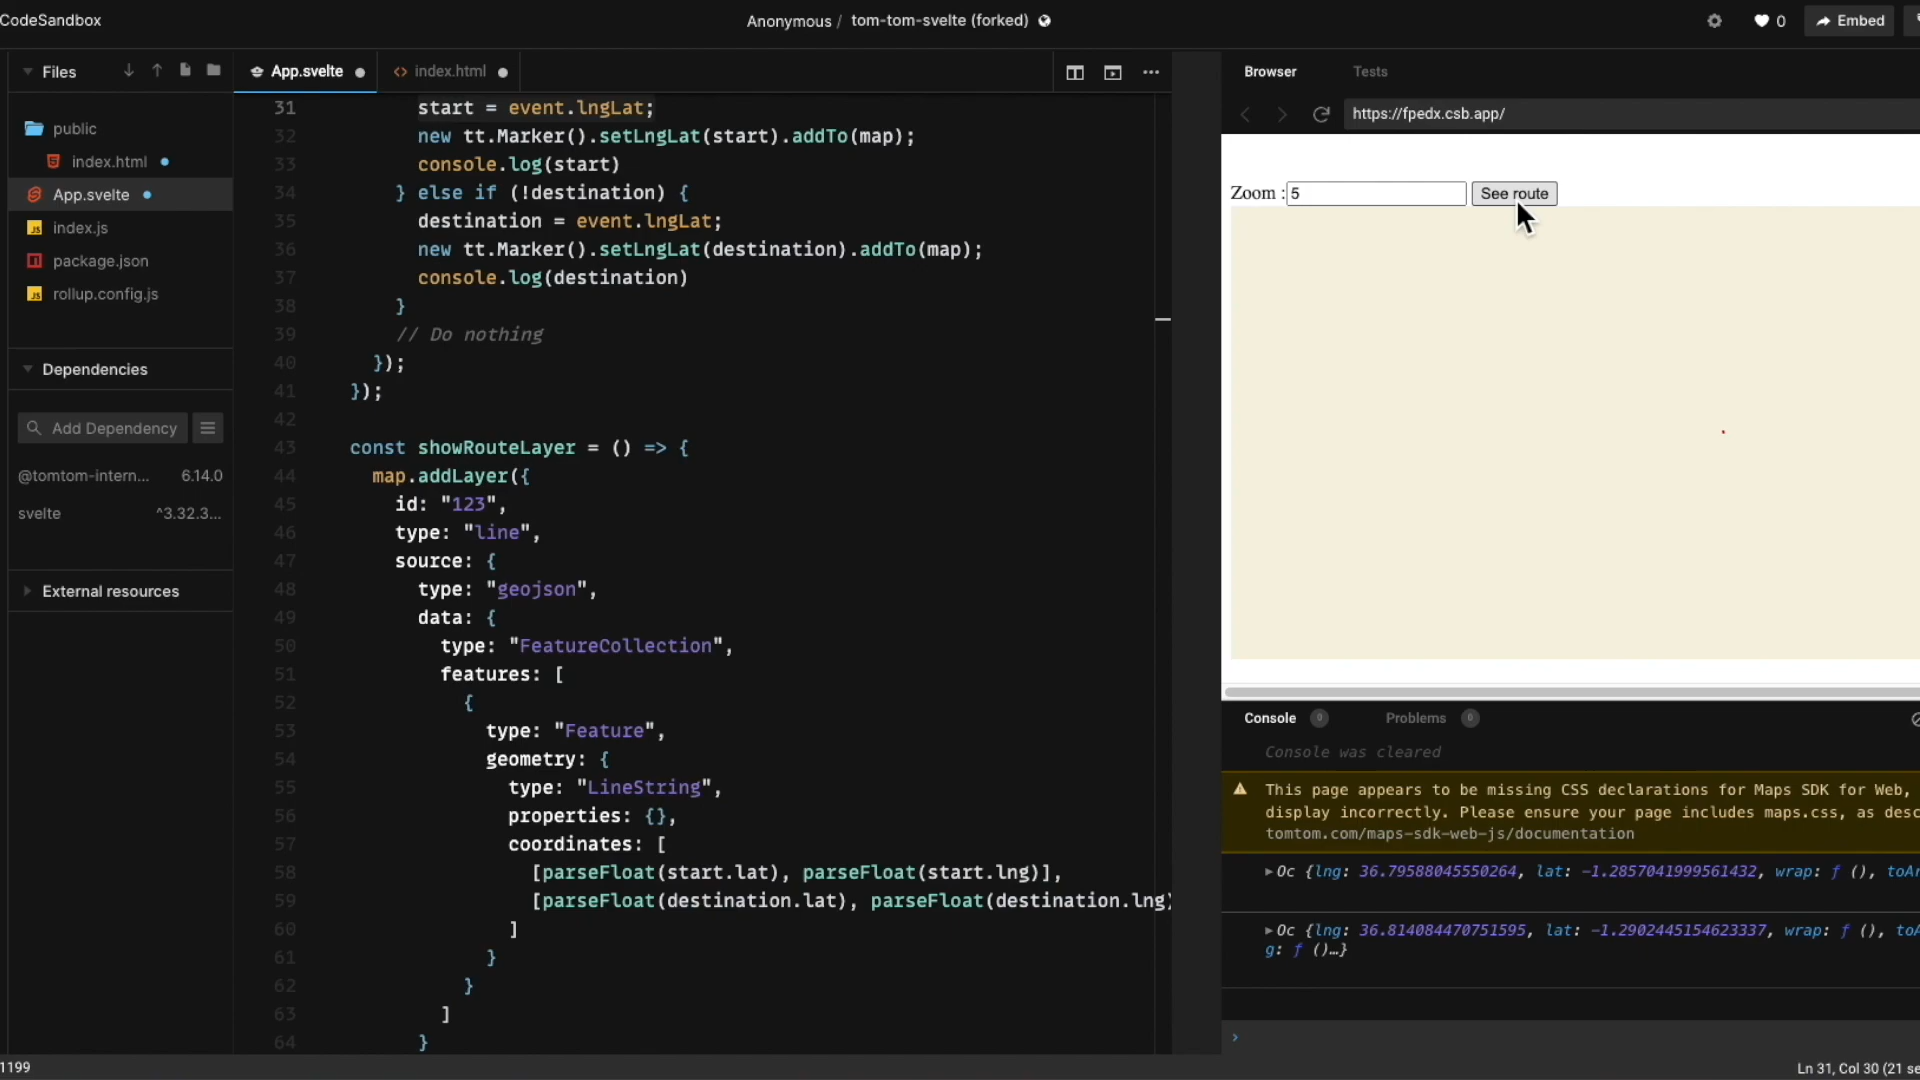 CodeSandbox
Anonymous / tom-tom-svelte (forked)
0
Embed
Files
public
index.html
App.svelte
index.js
package.json
rollup.config.js
Dependencies
Add Dependency
@tomtom-intern... 6.14.0
svelte ^3.32.3...
External resources
App.svelte
index.html
31 start = event.lngLat;
32 new tt.Marker().setLngLat(start).addTo(map);
33 console.log(start)
34 } else if (!destination) {
35 destination = event.lngLat;
36 new tt.Marker().setLngLat(destination).addTo(map);
37 console.log(destination)
38 }
39 // Do nothing
40 });
41 });
42
43 const showRouteLayer = () => {
44 map.addLayer({
45 id: "123",
46 type: "line",
47 source: {
48 type: "geojson",
49 data: {
50 type: "FeatureCollection",
51 features: [
52 {
53 type: "Feature",
54 geometry: {
55 type: "LineString",
56 properties: {},
57 coordinates: [
58 [parseFloat(start.lat), parseFloat(start.lng)],
59 [parseFloat(destination.lat), parseFloat(destination.lng)
60 ]
61 }
62 }
63 ]
64 }
Browser Tests
https://fpedx.csb.app/
Zoom : 5 See route
Console 0 Problems 0
Console was cleared
This page appears to be missing CSS declarations for Maps SDK for Web,
display incorrectly. Please ensure your page includes maps.css, as desc
tomtom.com/maps-sdk-web-js/documentation
▸Oc {lng: 36.79588045550264, lat: -1.2857041999561432, wrap: ƒ (), toAr
▸Oc {lng: 36.814084470751595, lat: -1.2902445154623337, wrap: ƒ (), toA
g: ƒ ()…}
›
1199
Ln 31, Col 30 (21 se